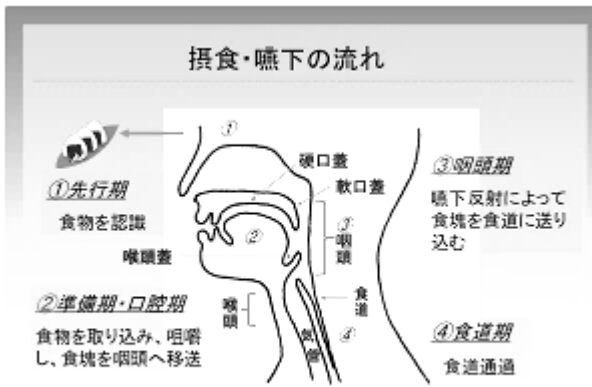 摂食・嚥下の流れ
①
①先行期
食物を認識
硬口蓋
軟口蓋
②
③
咽頭
喉頭蓋
③咽頭期
嚥下反射によって
食塊を食道に送り
込む
②準備期・口腔期
食物を取り込み、咀嚼
し、食塊を咽頭へ移送
喉頭
気管
食道
④
④食道期
食道通過